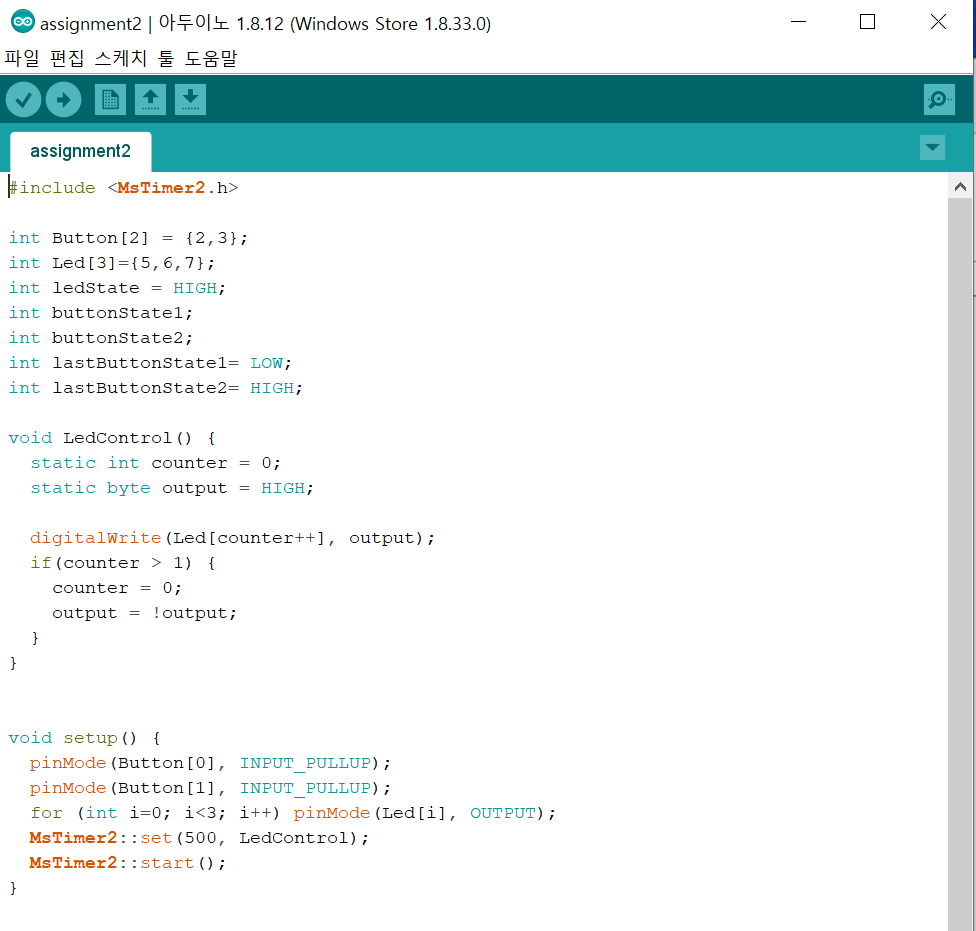 assignment2 | 아두이노 1.8.12 (Windows Store 1.8.33.0)
파일 편집 스케치 툴 도움말
assignment2
#include <MsTimer2.h>
int Button[2] = {2,3};
int Led[3]={5,6,7};
int ledState = HIGH;
int buttonState1;
int buttonState2;
int lastButtonState1= LOW;
int lastButtonState2= HIGH;
void LedControl() {
static int counter = 0;
static byte output = HIGH;
digitalWrite(Led[counter++], output);
if(counter > 1) {
counter = 0;
output = !output;
}
}
void setup() {
pinMode(Button[0], INPUT_PULLUP);
pinMode(Button[1], INPUT_PULLUP);
for (int i=0; i<3; i++) pinMode(Led[i], OUTPUT);
MsTimer2::set(500, LedControl);
MsTimer2::start();
}